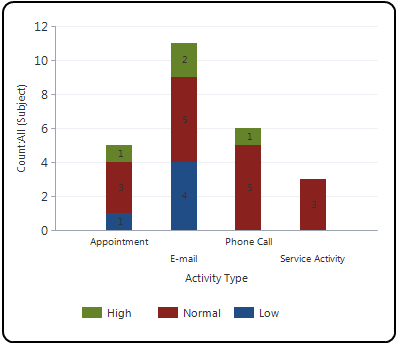 12
10
8
6
4
2
0
Count:All (Subject)
1
3
1
2
5
4
1
5
3
Appointment
Phone Call
E-mail
Service Activity
Activity Type
High
Normal
Low